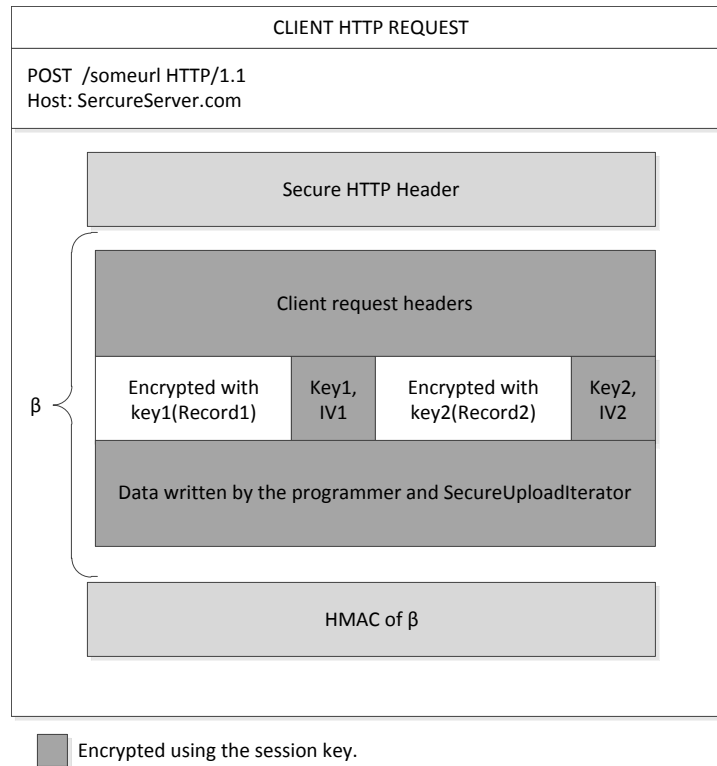 CLIENT HTTP REQUEST
POST /someurl HTTP/1.1
Host: SercureServer.com
Secure HTTP Header
β
Client request headers
Encrypted with
key1(Record1)
Key1,
IV1
Encrypted with
key2(Record2)
Key2,
IV2
Data written by the programmer and SecureUploadIterator
HMAC of β
Encrypted using the session key.